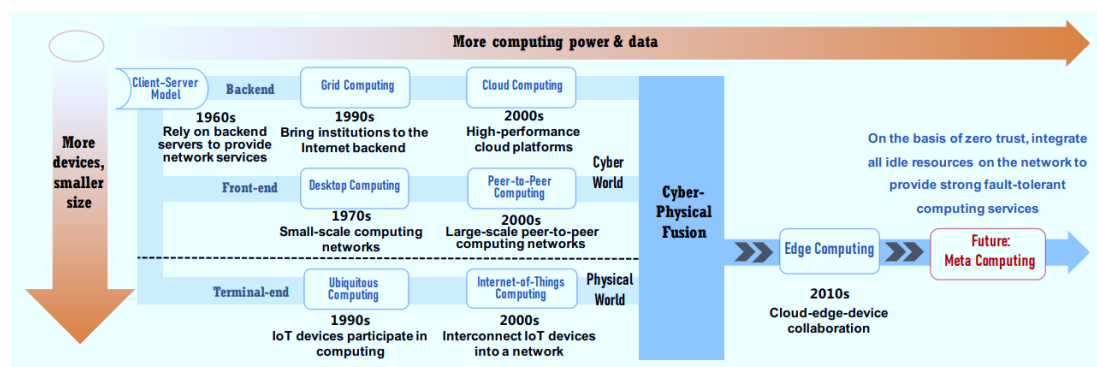 More computing power & data
More
devices,
smaller
size
Client–Server
Model
Backend
Grid Computing
Cloud Computing
1960s
Rely on backend
servers to provide
network services
1990s
Bring institutions to the
Internet backend
2000s
High-performance
cloud platforms
Cyber
World
Front-end
Desktop Computing
Peer-to-Peer
Computing
1970s
Small-scale computing
networks
2000s
Large-scale peer-to-peer
computing networks
Terminal-end
Ubiquitous
Computing
Internet-of-Things
Computing
Physical
World
1990s
IoT devices participate in
computing
2000s
Interconnect IoT devices
into a network
Cyber-
Physical
Fusion
Edge Computing
2010s
Cloud-edge-device
collaboration
On the basis of zero trust, integrate
all idle resources on the network to
provide strong fault-tolerant
computing services
Future:
Meta Computing